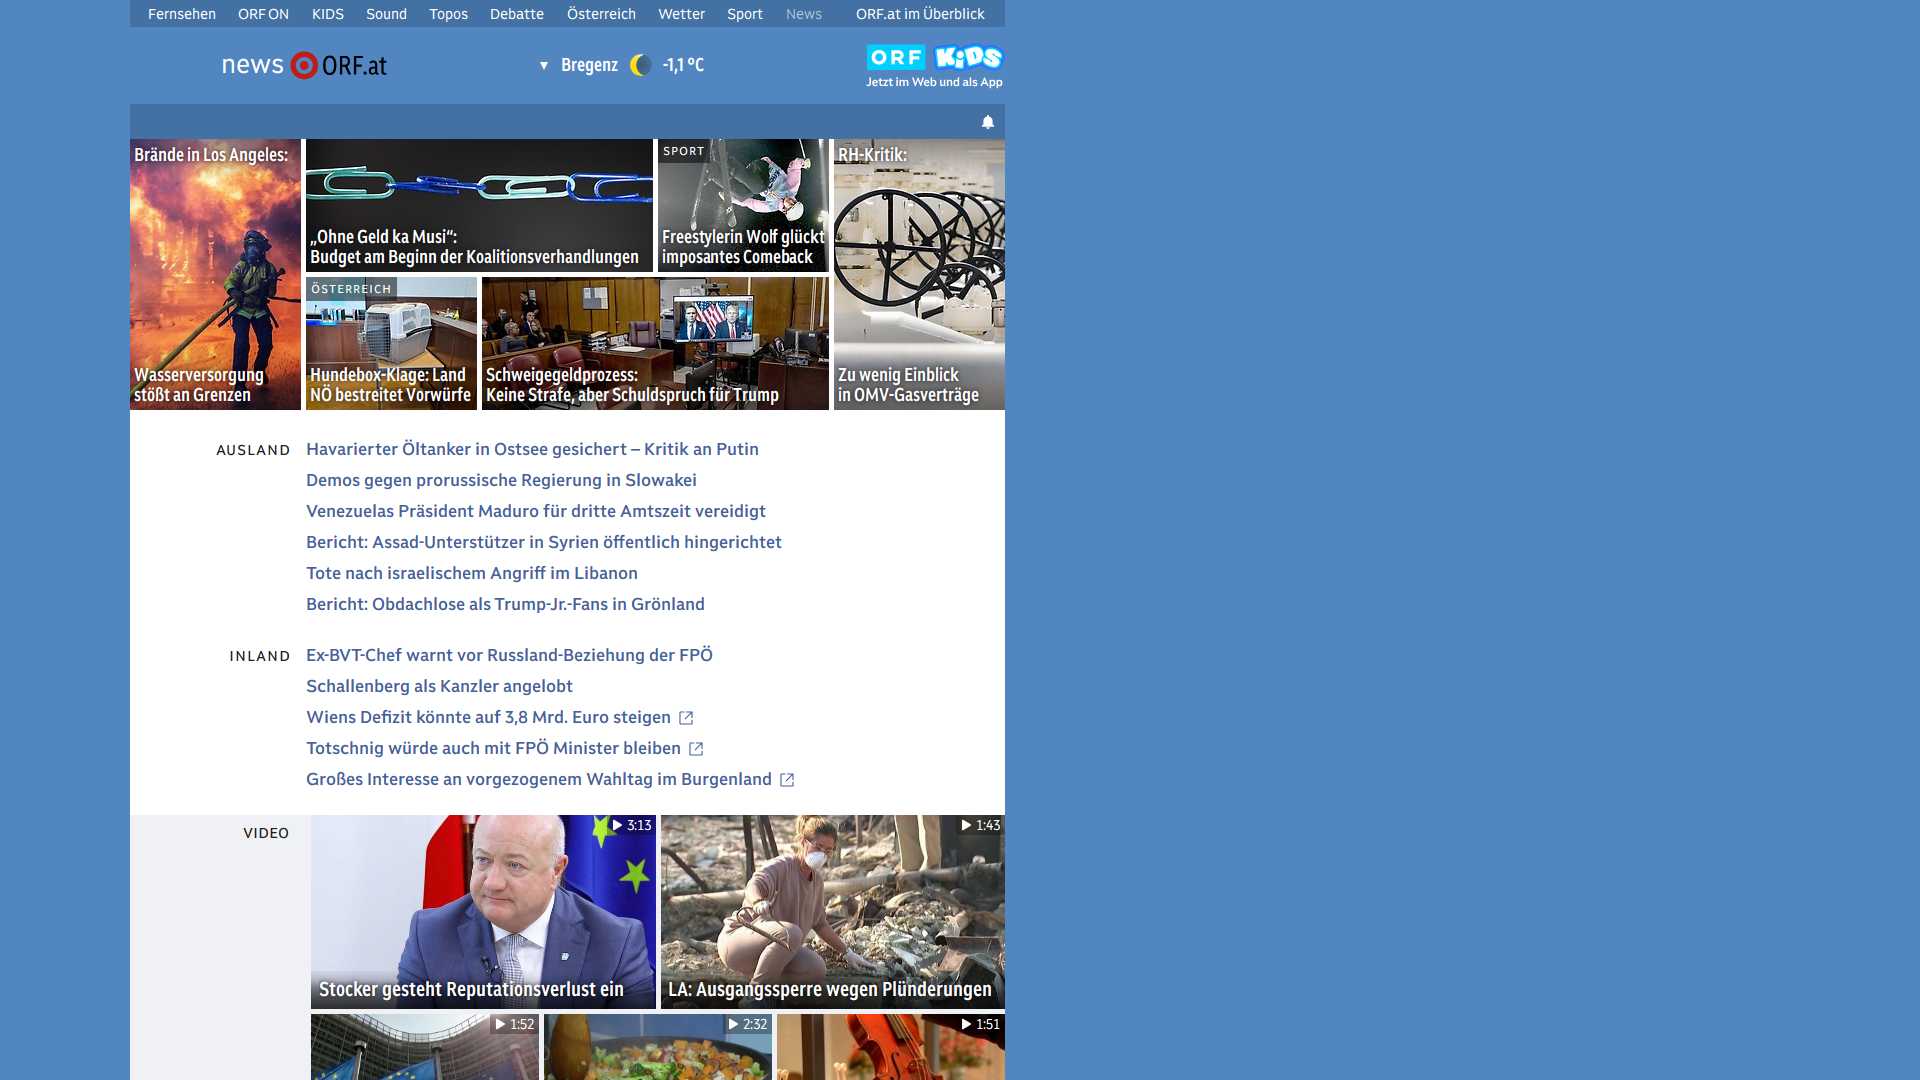 Fernsehen ORF ON KIDS Sound Topos Debatte Österreich Wetter Sport News ORF.at im Überblick
news ORF.at
▼ Bregenz -1,1 °C
ORF KiDS
Jetzt im Web und als App
Brände in Los Angeles:
Wasserversorgung
stößt an Grenzen
„Ohne Geld ka Musi“:
Budget am Beginn der Koalitionsverhandlungen
SPORT
Freestylerin Wolf glückt
imposantes Comeback
RH-Kritik:
Zu wenig Einblick
in OMV-Gasverträge
ÖSTERREICH
Hundebox-Klage: Land
NÖ bestreitet Vorwürfe
Schweigegeldprozess:
Keine Strafe, aber Schuldspruch für Trump
AUSLAND
Havarierter Öltanker in Ostsee gesichert – Kritik an Putin
Demos gegen prorussische Regierung in Slowakei
Venezuelas Präsident Maduro für dritte Amtszeit vereidigt
Bericht: Assad-Unterstützer in Syrien öffentlich hingerichtet
Tote nach israelischem Angriff im Libanon
Bericht: Obdachlose als Trump-Jr.-Fans in Grönland
INLAND
Ex-BVT-Chef warnt vor Russland-Beziehung der FPÖ
Schallenberg als Kanzler angelobt
Wiens Defizit könnte auf 3,8 Mrd. Euro steigen
Totschnig würde auch mit FPÖ Minister bleiben
Großes Interesse an vorgezogenem Wahltag im Burgenland
VIDEO
3:13
Stocker gesteht Reputationsverlust ein
1:43
LA: Ausgangssperre wegen Plünderungen
1:52
2:32
1:51